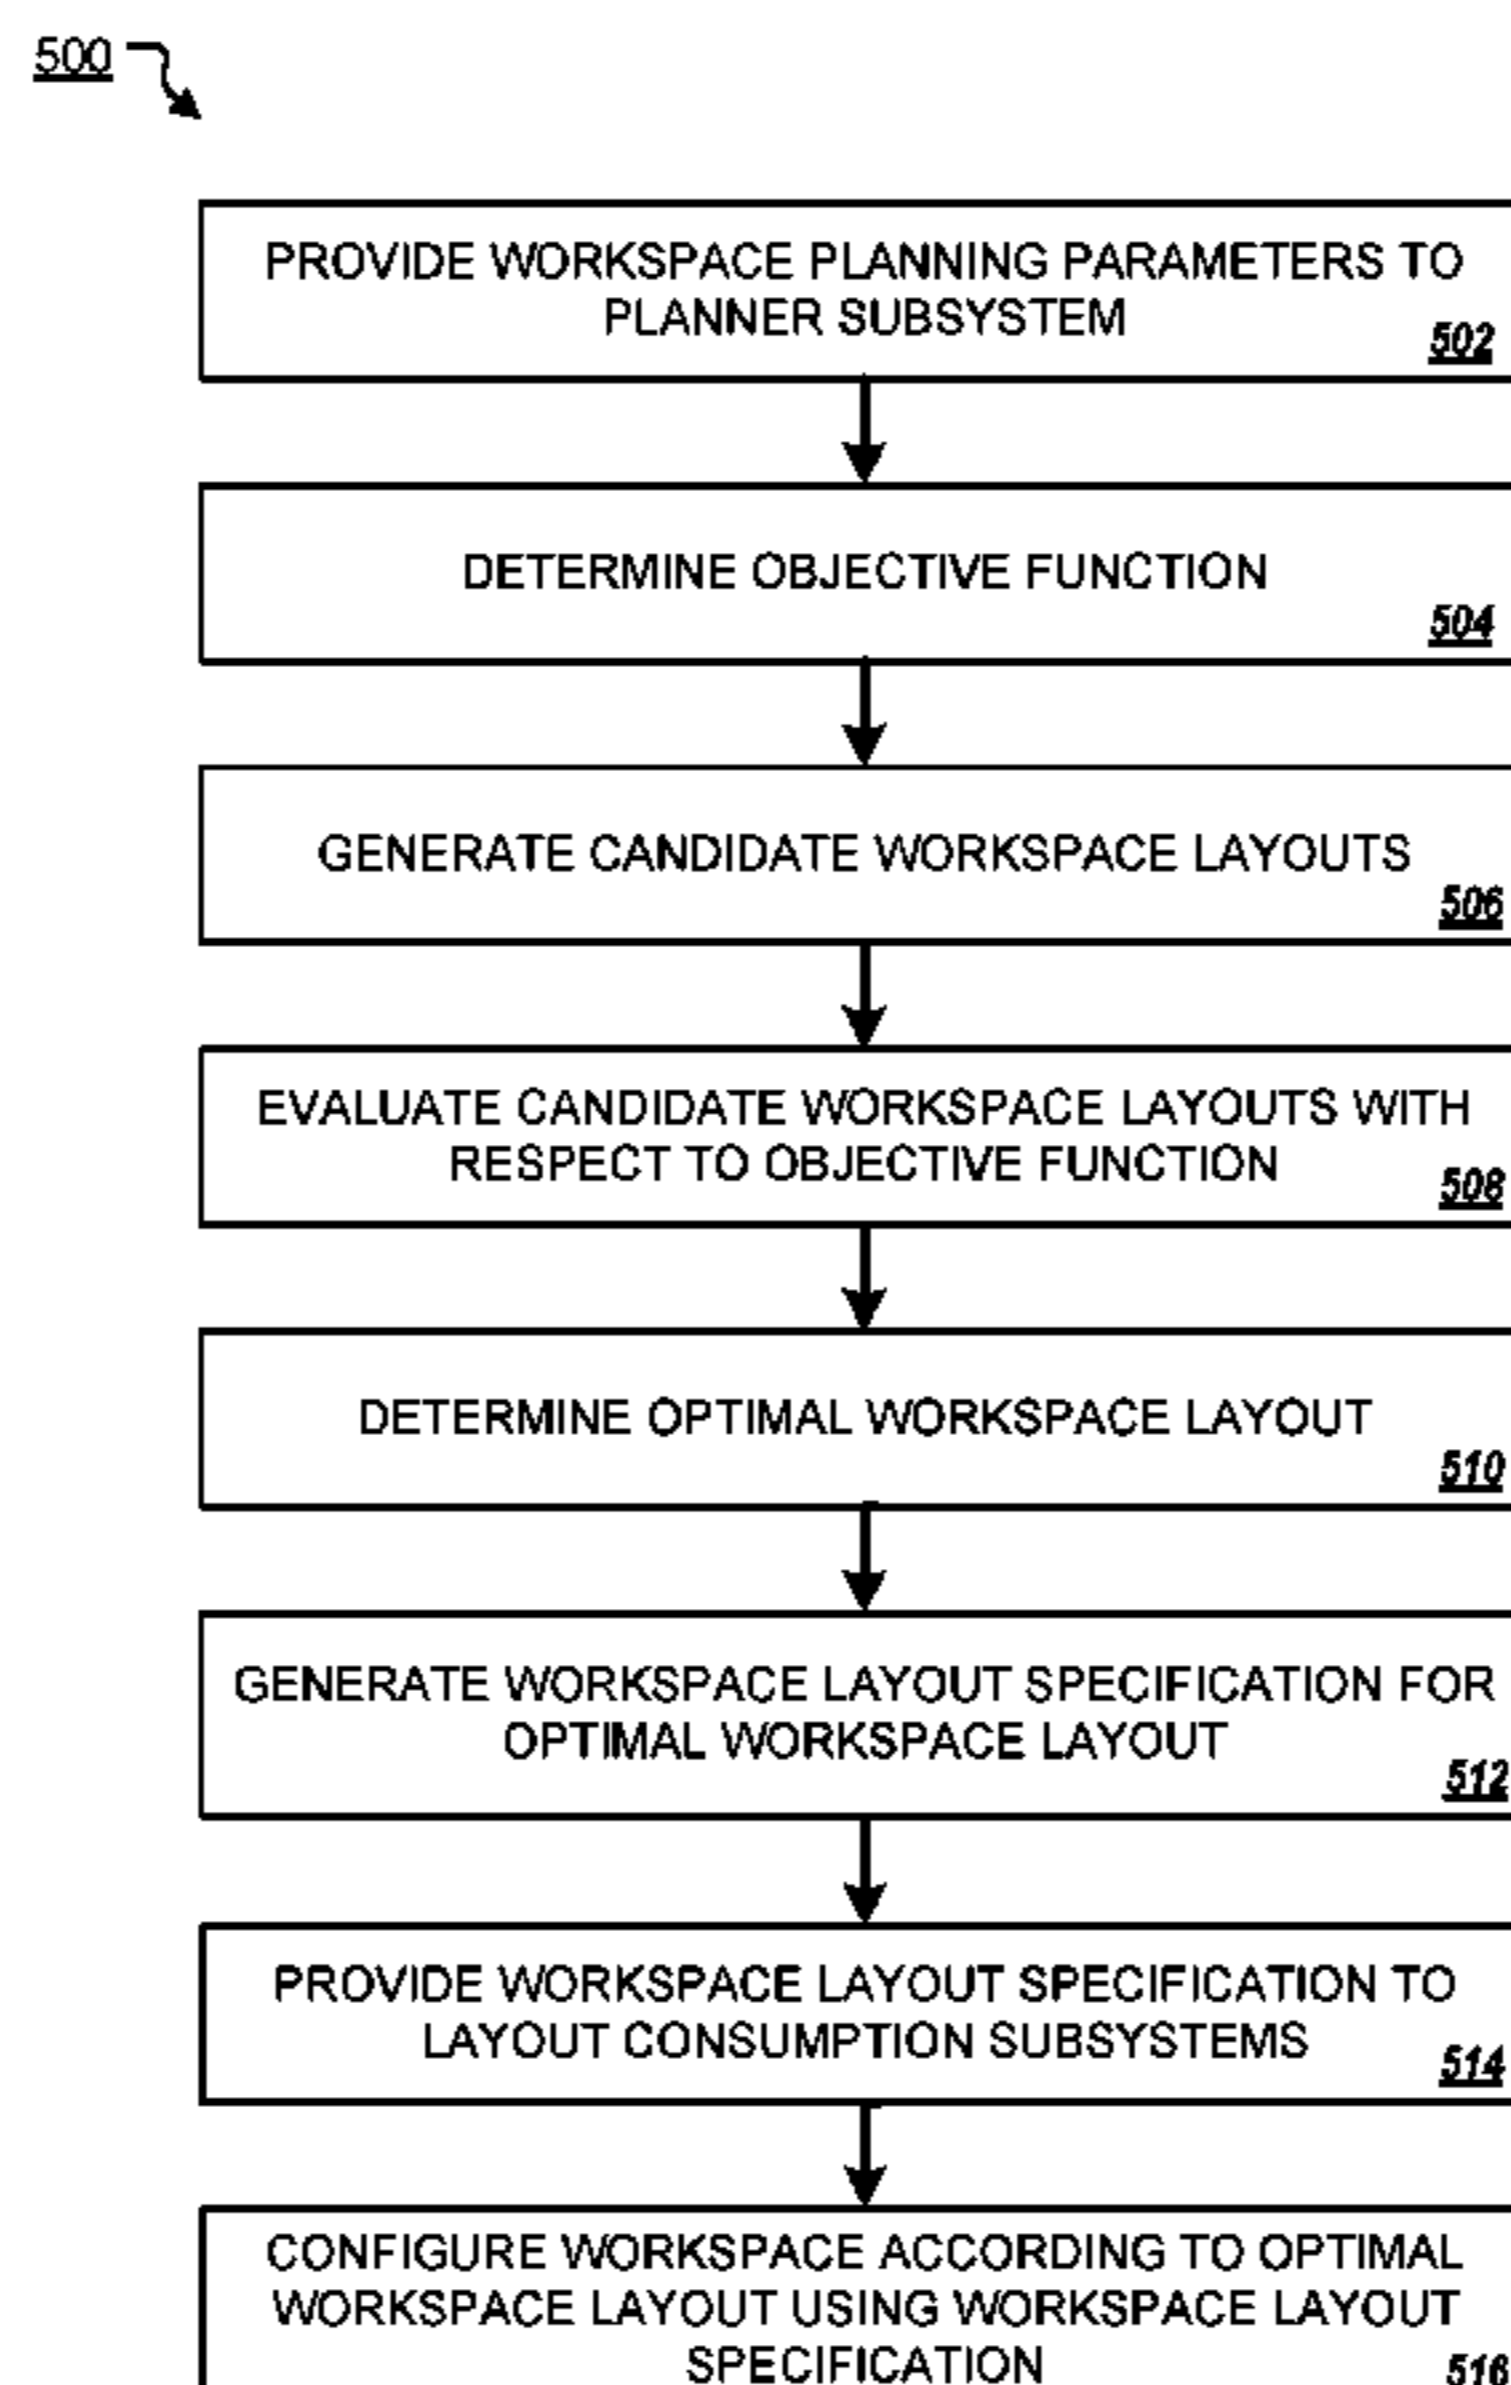 500
PROVIDE WORKSPACE PLANNING PARAMETERS TO
PLANNER SUBSYSTEM
502
DETERMINE OBJECTIVE FUNCTION
504
GENERATE CANDIDATE WORKSPACE LAYOUTS
506
EVALUATE CANDIDATE WORKSPACE LAYOUTS WITH
RESPECT TO OBJECTIVE FUNCTION
508
DETERMINE OPTIMAL WORKSPACE LAYOUT
510
GENERATE WORKSPACE LAYOUT SPECIFICATION FOR
OPTIMAL WORKSPACE LAYOUT
512
PROVIDE WORKSPACE LAYOUT SPECIFICATION TO
LAYOUT CONSUMPTION SUBSYSTEMS
514
CONFIGURE WORKSPACE ACCORDING TO OPTIMAL
WORKSPACE LAYOUT USING WORKSPACE LAYOUT
SPECIFICATION
516